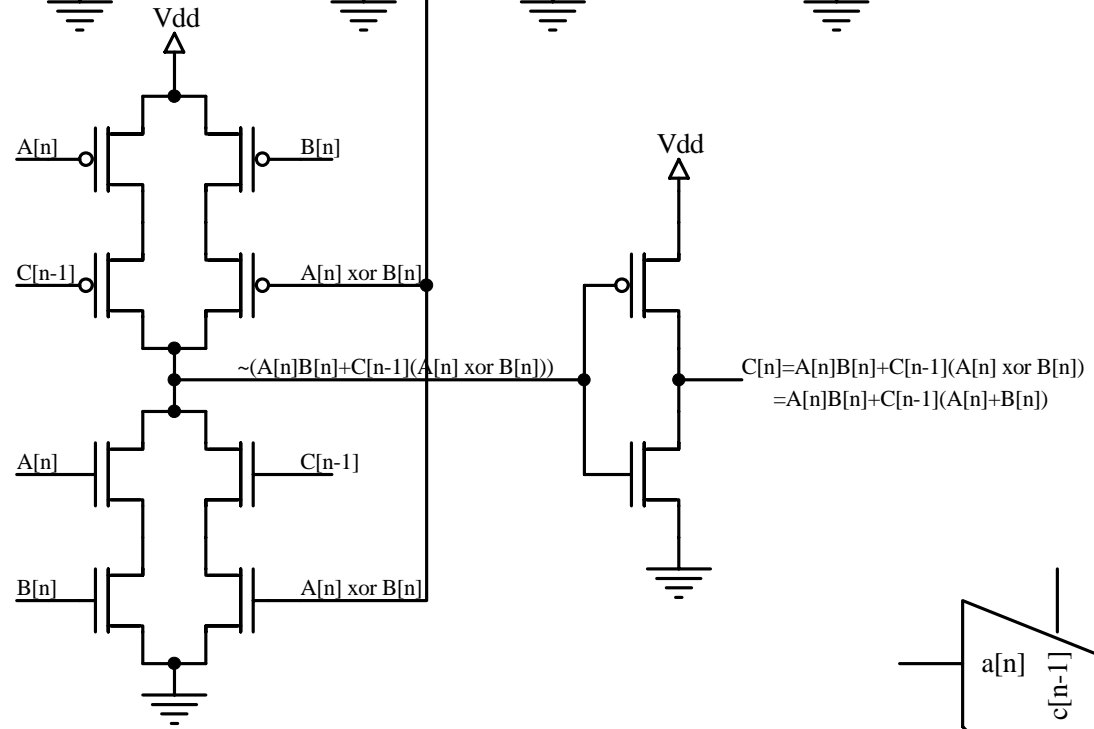 Vdd
A[n]
B[n]
Vdd
C[n-1]
A[n] xor B[n]
~(A[n]B[n]+C[n-1](A[n] xor B[n]))
C[n]=A[n]B[n]+C[n-1](A[n] xor B[n])
=A[n]B[n]+C[n-1](A[n]+B[n])
A[n]
C[n-1]
B[n]
A[n] xor B[n]
a[n]
c[n-1]